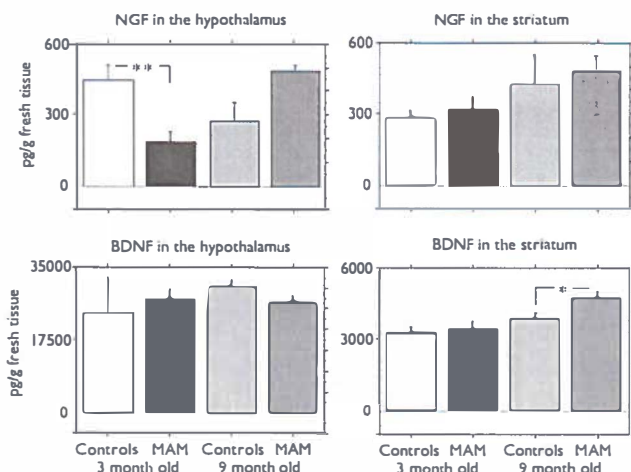 NGF in the hypothalamus
600
300
0
pg/g fresh tissue
**
NGF in the striatum
600
300
0
BDNF in the hypothalamus
35000
17500
0
pg/g fresh tissue
Controls MAM Controls MAM
3 month old 9 month old
BDNF in the striatum
6000
3000
0
*
Controls MAM Controls MAM
3 month old 9 month old